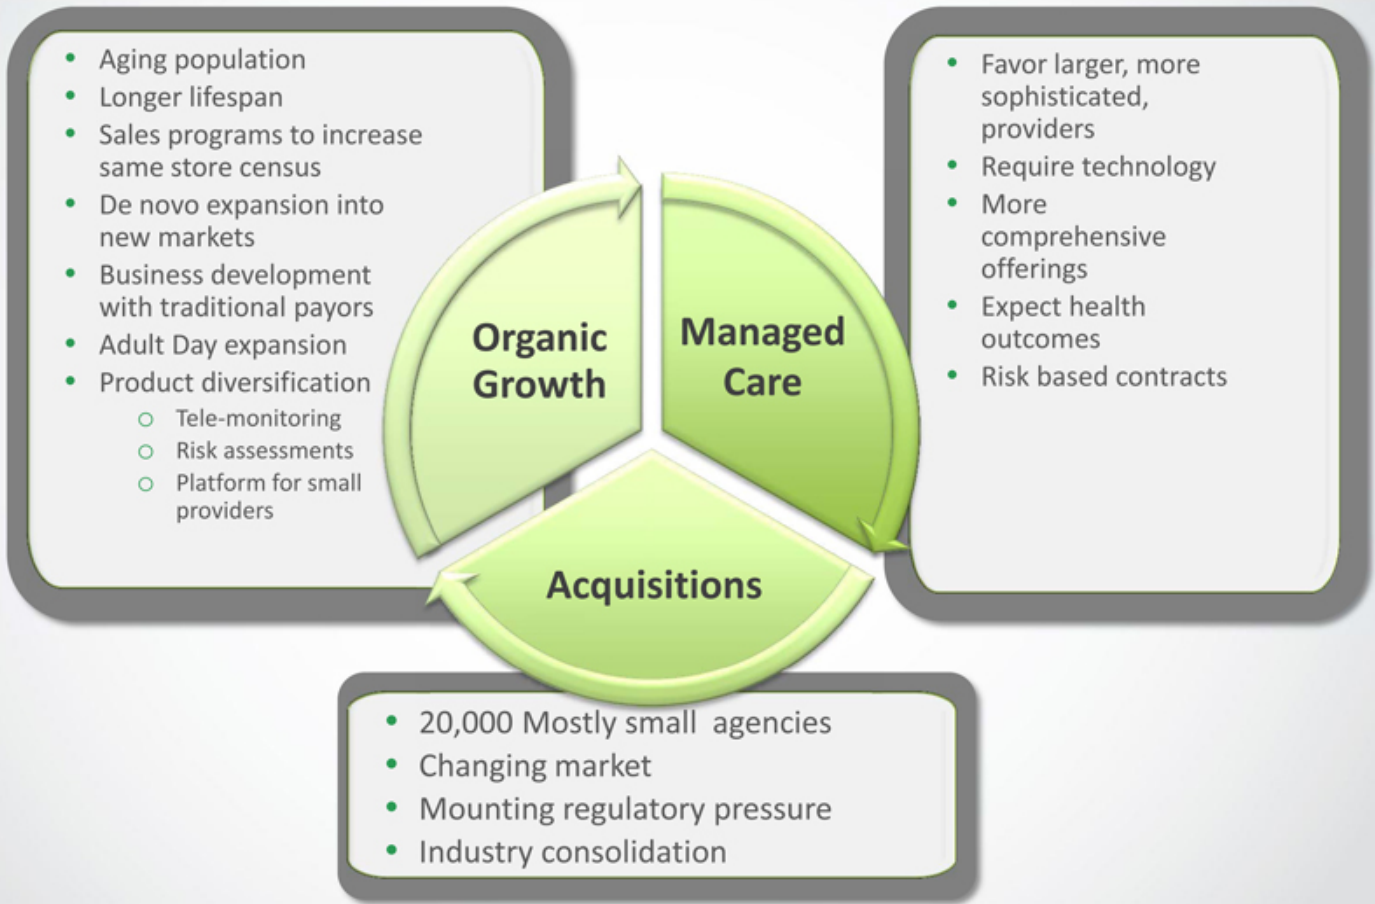 • Aging population
• Longer lifespan
• Sales programs to increase
same store census
• De novo expansion into
new markets
• Business development
with traditional payors
• Adult Day expansion
• Product diversification
o Tele-monitoring
o Risk assessments
o Platform for small
providers
Organic
Growth
Managed
Care
• Favor larger, more
sophisticated,
providers
• Require technology
• More
comprehensive
offerings
• Expect health
outcomes
• Risk based contracts
Acquisitions
• 20,000 Mostly small agencies
• Changing market
• Mounting regulatory pressure
• Industry consolidation